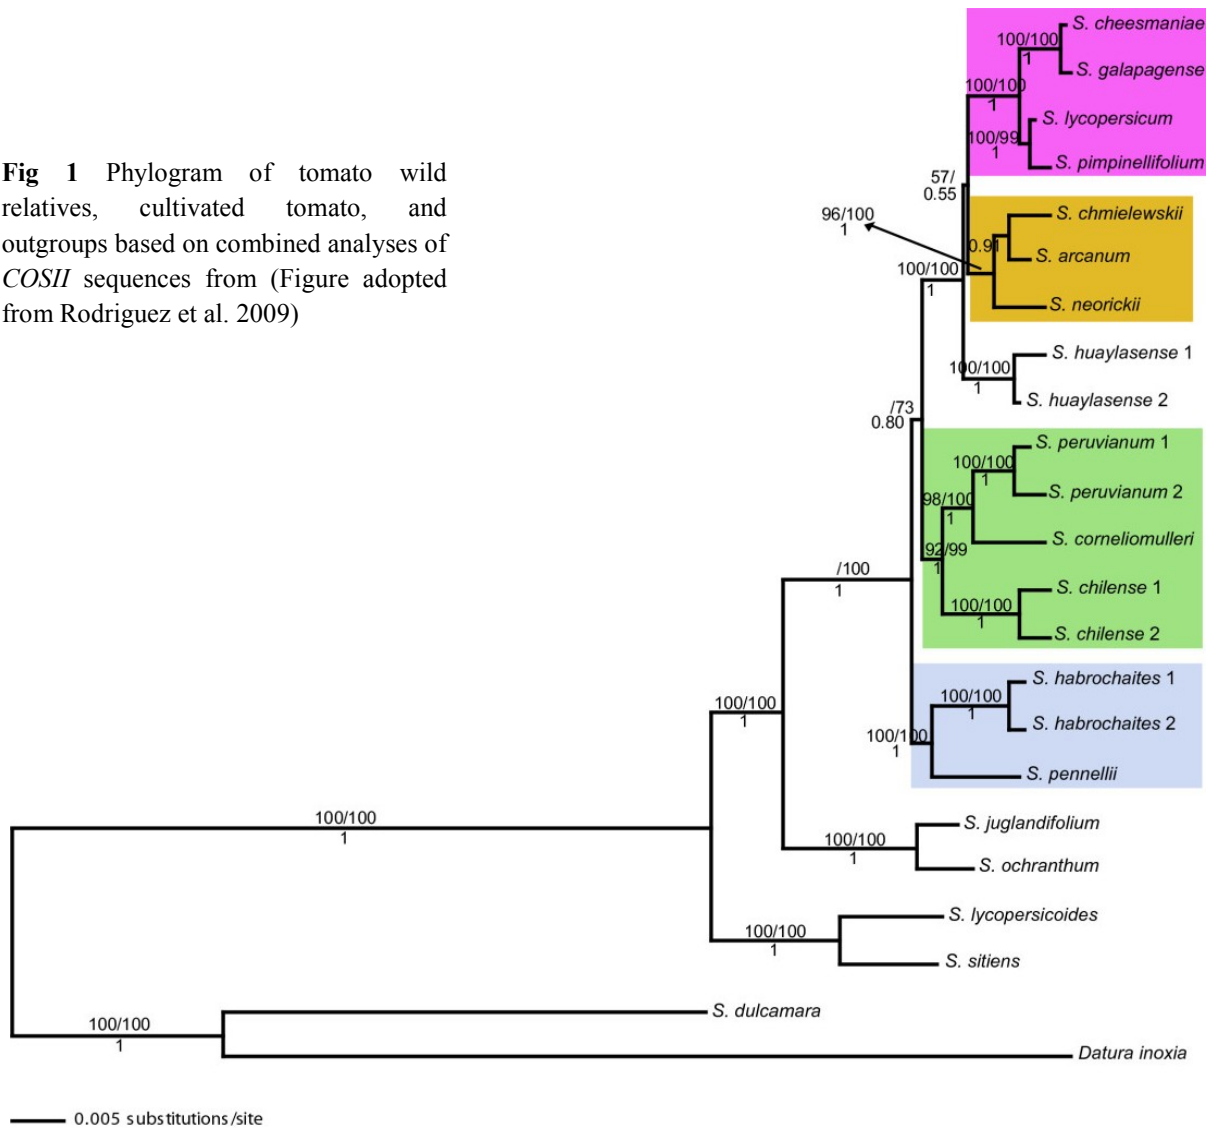 Fig 1 Phylogram of tomato wild
relatives, cultivated tomato, and
outgroups based on combined analyses of
COSII sequences from (Figure adopted
from Rodriguez et al. 2009)
S. cheesmaniae
100/100
1
S. galapagense
100/100
1
S. lycopersicum
100/99
1
S. pimpinellifolium
57/
0.55
96/100
1
S. chmielewskii
0.91
S. arcanum
100/100
1
S. neorickii
S. huaylasense 1
100/100
1
S. huaylasense 2
/73
0.80
S. peruvianum 1
100/100
1
S. peruvianum 2
98/100
1
S. corneliomulleri
92/99
1
/100
1
S. chilense 1
100/100
1
S. chilense 2
S. habrochaites 1
100/100
1
S. habrochaites 2
100/100
1
100/100
1
S. pennellii
100/100
1
S. juglandifolium
100/100
1
S. ochranthum
S. lycopersicoides
100/100
1
S. sitiens
S. dulcamara
100/100
1
Datura inoxia
0.005 substitutions/site